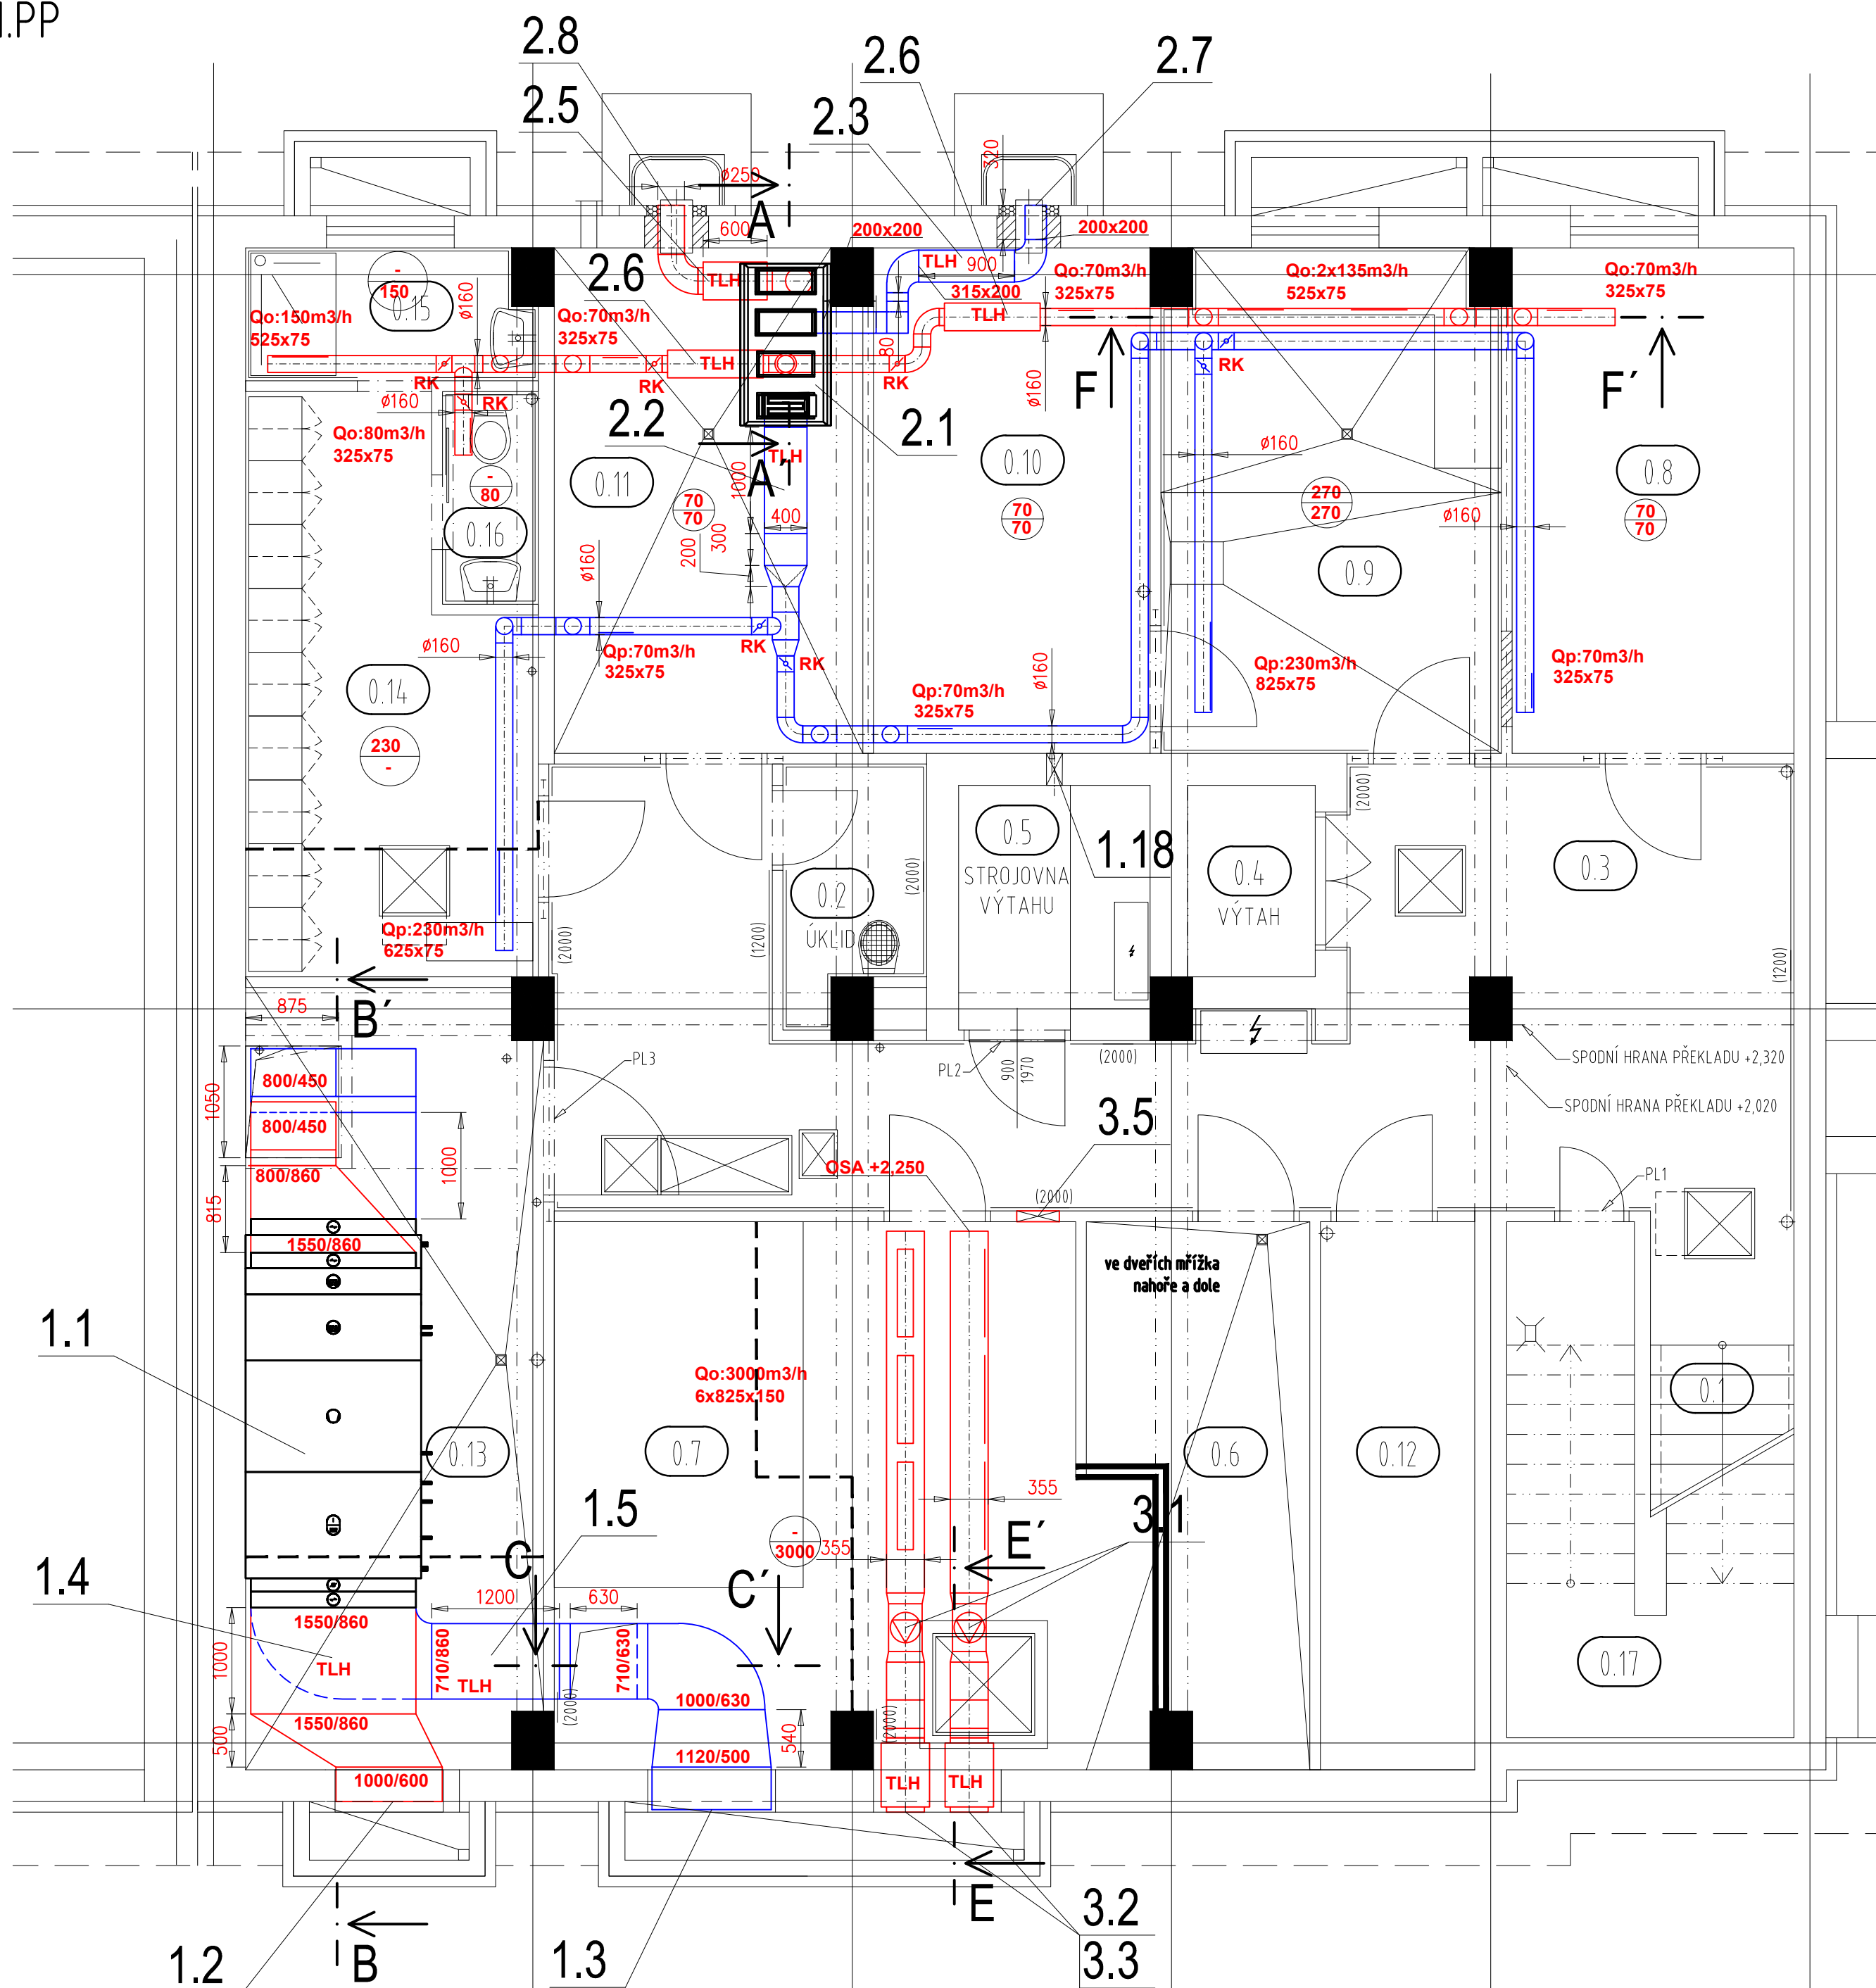 I.PP
2.8
2.6
2.7
2.5
2.3
ø250
320
A
600
200x200
200x200
TLH
900
Qo:70m3/h
325x75
Qo:2x135m3/h
525x75
Qo:70m3/h
325x75
2.6
TLH
315x200
-
150
0.15
ø160
Qo:150m3/h
525x75
Qo:70m3/h
325x75
TLH
TLH
80
RK
RK
RK
RK
RK
ø160
F
F´
ø160
Qo:80m3/h
325x75
2.2
2.1
TLH
A´
1000
ø160
0.11
0.10
0.8
70
70
70
70
270
270
70
70
-
80
0.16
400
300
200
ø160
ø160
0.9
ø160
Qp:70m3/h
325x75
RK
RK
ø160
Qp:230m3/h
825x75
Qp:70m3/h
325x75
0.14
Qp:70m3/h
325x75
230
-
(2000)
0.5
STROJOVNA
VÝTAHU
1.18
0.4
VÝTAH
0.3
0.2
ÚKLID
(2000)
(2000)
(1200)
(1200)
Qp:230m3/h
625x75
875
B´
PL3
PL2
900
1970
(2000)
SPODNÍ HRANA PŘEKLADU +2,320
SPODNÍ HRANA PŘEKLADU +2,020
800/450
800/450
1050
1000
3.5
OSA +2,250
PL1
800/860
(2000)
815
1550/860
ve dveřích mřížka
nahoře a dole
1.1
Qo:3000m3/h
6x825x150
0.1
0.13
0.7
0.6
0.12
355
1.5
3.1
-
3000
355
E´
C
C´
1.4
1200
630
1550/860
710/860
710/630
TLH
TLH
1000
0.17
1000/630
(2000)
(2000)
1550/860
500
540
1120/500
1000/600
TLH
TLH
E
3.2
3.3
B
1.2
1.3